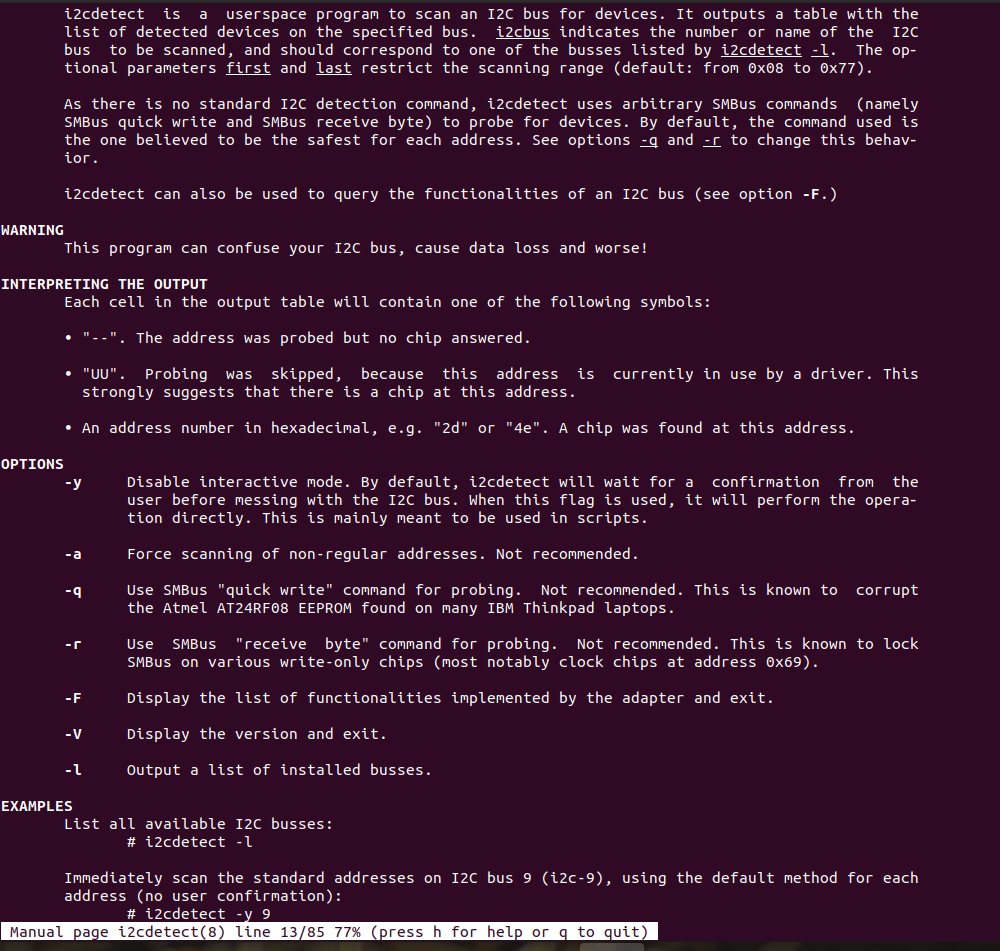 i2cdetect is a userspace program to scan an I2C bus for devices. It outputs a table with the
list of detected devices on the specified bus. i2cbus indicates the number or name of the I2C
bus to be scanned, and should correspond to one of the busses listed by i2cdetect -l. The op-
tional parameters first and last restrict the scanning range (default: from 0x08 to 0x77).
As there is no standard I2C detection command, i2cdetect uses arbitrary SMBus commands (namely
SMBus quick write and SMBus receive byte) to probe for devices. By default, the command used is
the one believed to be the safest for each address. See options -q and -r to change this behav-
ior.
i2cdetect can also be used to query the functionalities of an I2C bus (see option -F.)
WARNING
This program can confuse your I2C bus, cause data loss and worse!
INTERPRETING THE OUTPUT
Each cell in the output table will contain one of the following symbols:
• "--". The address was probed but no chip answered.
• "UU". Probing was skipped, because this address is currently in use by a driver. This
strongly suggests that there is a chip at this address.
• An address number in hexadecimal, e.g. "2d" or "4e". A chip was found at this address.
OPTIONS
-y Disable interactive mode. By default, i2cdetect will wait for a confirmation from the
user before messing with the I2C bus. When this flag is used, it will perform the opera-
tion directly. This is mainly meant to be used in scripts.
-a Force scanning of non-regular addresses. Not recommended.
-q Use SMBus "quick write" command for probing. Not recommended. This is known to corrupt
the Atmel AT24RF08 EEPROM found on many IBM Thinkpad laptops.
-r Use SMBus "receive byte" command for probing. Not recommended. This is known to lock
SMBus on various write-only chips (most notably clock chips at address 0x69).
-F Display the list of functionalities implemented by the adapter and exit.
-V Display the version and exit.
-l Output a list of installed busses.
EXAMPLES
List all available I2C busses:
# i2cdetect -l
Immediately scan the standard addresses on I2C bus 9 (i2c-9), using the default method for each
address (no user confirmation):
# i2cdetect -y 9
Manual page i2cdetect(8) line 13/85 77% (press h for help or q to quit)